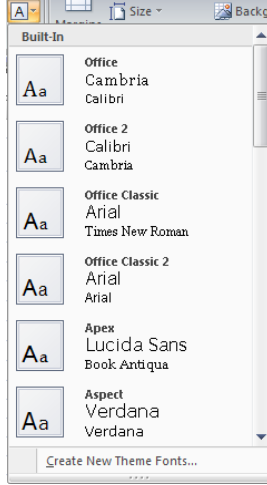 A
Size
Backg
Margins
Built-In
Aa
Office
Cambria
Calibri
Aa
Office 2
Calibri
Cambria
Aa
Office Classic
Arial
Times New Roman
Aa
Office Classic 2
Arial
Arial
Aa
Apex
Lucida Sans
Book Antiqua
Aa
Aspect
Verdana
Verdana
Create New Theme Fonts...